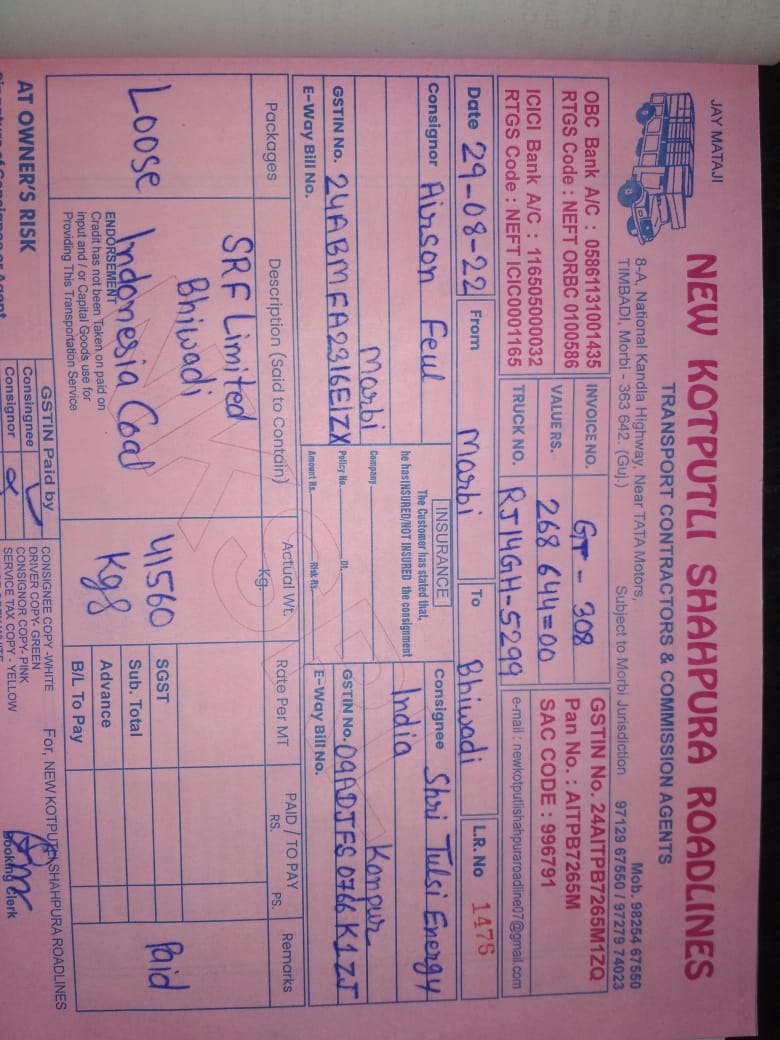 JAY MATAJI
NEW KOTPUTLI SHAHPURA ROADLINES
TRANSPORT CONTRACTORS & COMMISSION AGENTS
8-A, National Kandla Highway, Near TATA Motors,
TIMBADI, Morbi - 363 642. (Guj.)
Subject to Morbi Jurisdiction
Mob. 98254 67550
97129 67550 / 97279 74023
OBC Bank A/C : 05861131001435
RTGS Code : NEFT ORBC 0100586
ICICI Bank A/C : 116505000032
RTGS Code : NEFT ICIC0001165
INVOICE NO. GT - 308
VALUE RS. 268 644=00
TRUCK NO. RJ14GH-5299
GSTIN No. 24AITPB7265M1ZQ
Pan No. : AITPB7265M
SAC CODE : 996791
e-mail : newkotputlishahpuraroadline07@gmail.com
Date 29-08-22 From Morbi To Bhiwadi L.R. No 1478
Consignor Airson Feul
Morbi
GSTIN No. 24ABMFA2316E1ZX
E-Way Bill No.
INSURANCE
The Customer has stated that,
he has INSURED/NOT INSURED the consignment
Company
Policy No. Dt.
Amount Rs. Risk Rs.
Consignee Shri Tulsi Energy
India
Kanpur
GSTIN No. 09ADJFS0766K1ZJ
E-Way Bill No.
Packages Description (Said to Contain) Actual Wt. Kg. Rate Per MT PAID / TO PAY RS. PS. Remarks
SRF Limited
Bhiwadi
Loose Indonesia Coal 41560 Kgs Paid
SGST
Sub. Total
Advance
B/L To Pay
ENDORSEMENT
Cradit has not been Taken on paid on
input and / or Capital Goods use for
Providing This Transportation Service
GSTIN Paid by
Consingnee
Consignor
CONSIGNEE COPY -WHITE
DRIVER COPY- GREEN
CONSIGNOR COPY- PINK
SERVICE TAX COPY - YELLOW
For, NEW KOTPUTLI SHAHPURA ROADLINES
Booking Clerk
AT OWNER'S RISK
Signature of Consignor or Agent